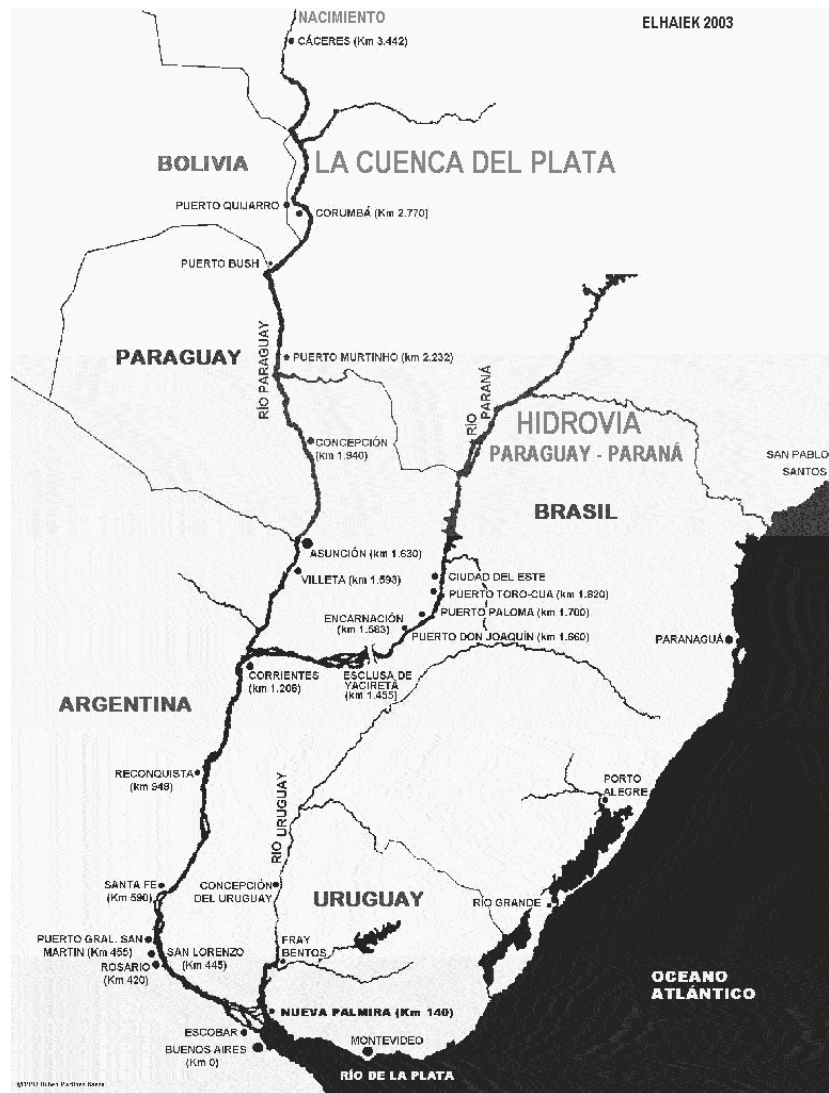 NACIMIENTO
ELHAIEK 2003
CÁCERES (Km 3.442)
BOLIVIA
LA CUENCA DEL PLATA
PUERTO QUIJARRO
CORUMBÁ (Km 2.770]
PUERTO BUSH
PARAGUAY
RÍO PARAGUAY
PUERTO MURTINHO (km 2.232)
RÍO
PARANÁ
HIDROVIA
PARAGUAY - PARANÁ
CONCEPCIÓN
(km 1.940)
SAN PABLO
SANTOS
BRASIL
ASUNCIÓN (km 1.630)
VILLETA (km 1.593)
CIUDAD DEL ESTE
PUERTO TORO-CUA (km 1.820)
ENCARNACIÓN
(km 1.583)
PUERTO PALOMA (km 1.700)
PUERTO DON JOAQUÍN (km 1.660)
PARANAGUÁ
CORRIENTES
(km 1.206)
ESCLUSA DE
YACIRETÁ
(km 1.455]
ARGENTINA
RECONQUISTA
(km 949)
RÍO URUGUAY
PORTO
ALEGRE
SANTA FE
(Km 590)
CONCEPCIÓN
DEL URUGUAY
URUGUAY
RÍO GRANDE
PUERTO GRAL. SAN
MARTIN (Km 455)
SAN LORENZO
(Km 445)
ROSARIO
(Km 420)
FRAY
BENTOS
OCEANO
ATLÁNTICO
NUEVA PALMIRA (Km 140)
ESCOBAR
BUENOS AIRES
(Km 0)
MONTEVIDEO
RÍO DE LA PLATA